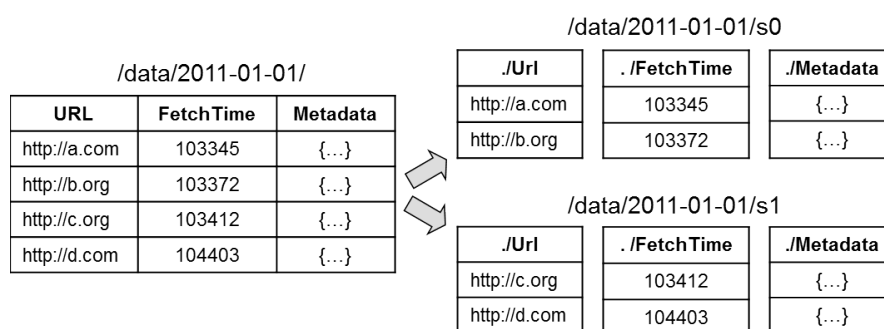 /data/2011-01-01/
URL FetchTime Metadata
http://a.com 103345 {...}
http://b.org 103372 {...}
http://c.org 103412 {...}
http://d.com 104403 {...}
/data/2011-01-01/s0
./Url . /FetchTime ./Metadata
http://a.com 103345 {...}
http://b.org 103372 {...}
/data/2011-01-01/s1
./Url . /FetchTime ./Metadata
http://c.org 103412 {...}
http://d.com 104403 {...}